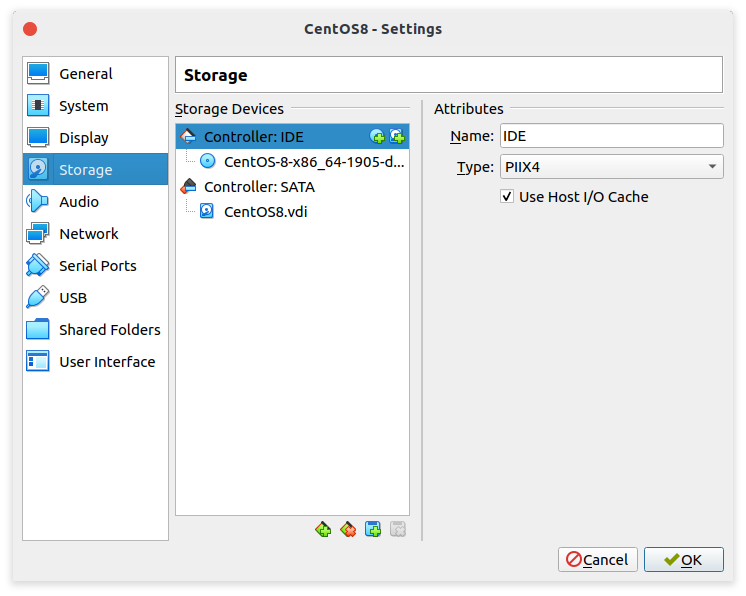 CentOS8 - Settings
General
System
Display
Storage
Audio
Network
Serial Ports
USB
Shared Folders
User Interface
Storage
Storage Devices
Controller: IDE
CentOS-8-x86_64-1905-d...
Controller: SATA
CentOS8.vdi
Attributes
Name: IDE
Type: PIIX4
Use Host I/O Cache
Cancel
OK